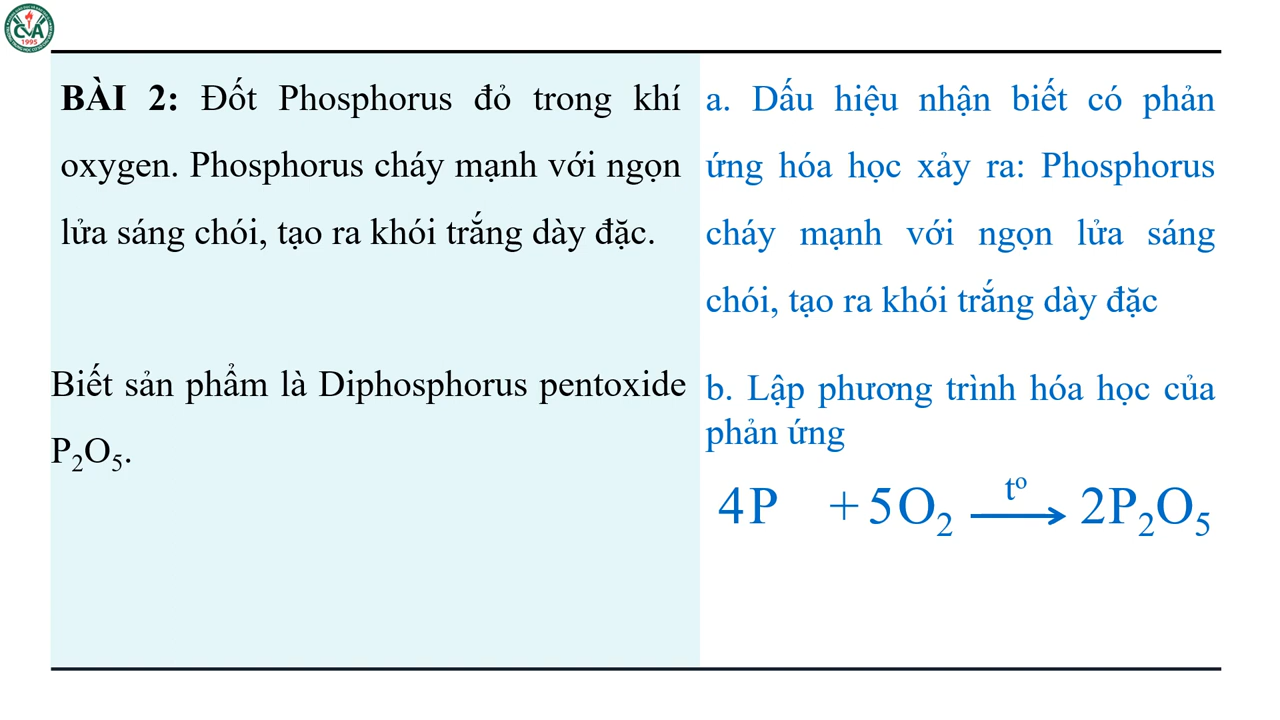 CVA
1995
BÀI 2: Đốt Phosphorus đỏ trong khí
oxygen. Phosphorus cháy mạnh với ngọn
lửa sáng chói, tạo ra khói trắng dày đặc.
Biết sản phẩm là Diphosphorus pentoxide
P₂O₅.
a. Dấu hiệu nhận biết có phản
ứng hóa học xảy ra: Phosphorus
cháy mạnh với ngọn lửa sáng
chói, tạo ra khói trắng dày đặc
b. Lập phương trình hóa học của
phản ứng
4P + 5O₂ tº → 2P₂O₅